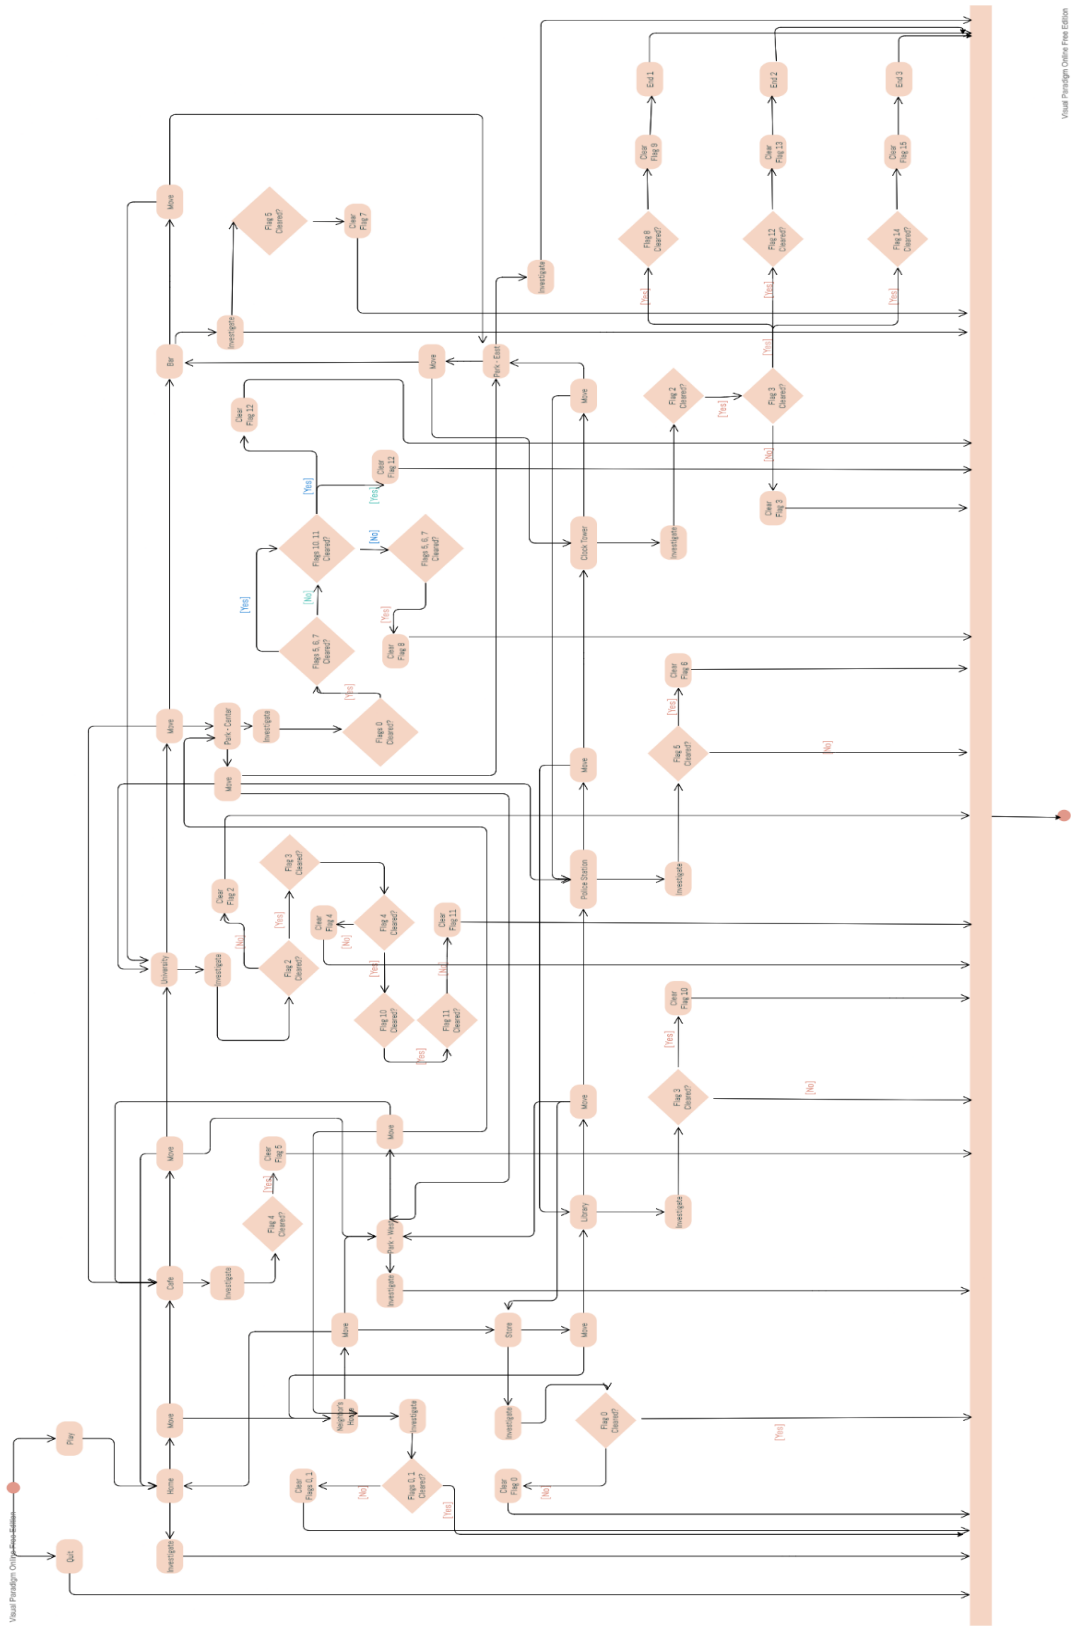 Visual Paradigm Online Free Edition
Quit
Play
Investigate
Home
Move
Cafe
Move
University
Move
Bar
Move
Investigate
Investigate
Move
Park - Center
Investigate
Clear
Flag 2
[No]
[Yes]
Clear
Flag 12
Investigate
Flag 5
Cleared?
Flag 4
Cleared?
[Yes]
Clear
Flag 5
Flag 2
Cleared?
[Yes]
Flag 3
Cleared?
Clear
Flags 0, 1
Clear
Flag 4
Flags 5, 6, 7
Cleared?
[No]
Flags 10, 11
Cleared?
[Yes]
Neighbor's
Home
Move
[No]
[Yes]
Clear
Flag 7
[No]
[Yes]
Flags 0
Cleared?
[No]
[Yes]
Investigate
Park - West
Move
Flag 10
Cleared?
Flag 4
Cleared?
Clear
Flag 8
[Yes]
Clear
Flag 12
Flags 0, 1
Cleared?
Investigate
[Yes]
Flags 5, 6, 7
Cleared?
Move
[Yes]
Flag 11
Cleared?
[No]
Clear
Flag 11
Clear
Flag 0
Investigate
Store
Park - East
[No]
Investigate
Flag 0
Cleared?
Move
Library
Move
Police Station
Move
Clock Tower
Move
Investigate
[Yes]
Flag 8
Cleared?
Clear
Flag 9
End 1
Investigate
Flag 3
Cleared?
[Yes]
Clear
Flag 10
Investigate
Flag 5
Cleared?
[Yes]
Clear
Flag 6
Investigate
Flag 2
Cleared?
[Yes]
[Yes]
Clear
Flag 3
[No]
Flag 3
Cleared?
[Yes]
[Yes]
Flag 12
Cleared?
Clear
Flag 13
End 2
[No]
[No]
[Yes]
Flag 14
Cleared?
Clear
Flag 15
End 3
Visual Paradigm Online Free Edition